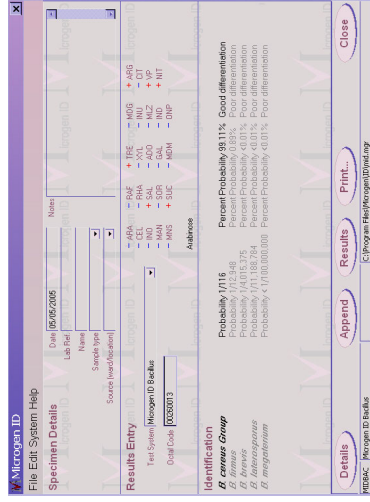 Microgen ID
File Edit System Help
Specimen Details
Date 05/05/2005
Notes
Lab Ref.
Name
Sample type
Source (ward/location)
Results Entry
Test System Microgen ID Bacillus
Octal Code 00260013
− ARA − RAF + TRE − MDG + ARG
− CEL − RHA − XYL − INU − CIT
− IND + SAL − ADO − MLZ + VP
− MAN − SOR − GAL − IND + NIT
− MNS + SUC − MDM − ONP
Arabinose
Identification
B. cereus Group Probability 1/116 Percent Probability 99.11% Good differentiation
B. firmus Probability 1/12,948 Percent Probability 0.89% Poor differentiation
B. brevis Probability 1/4,015,375 Percent Probability <0.01% Poor differentiation
B. laterosporus Probability 1/11,188,784 Percent Probability <0.01% Poor differentiation
B. megaterium Probability < 1/100,000,000 Percent Probability <0.01% Poor differentiation
Details Append Results Print... Close
MIDBAC Microgen ID Bacillus C:\Program Files\Microgen\ID\mid.mgr